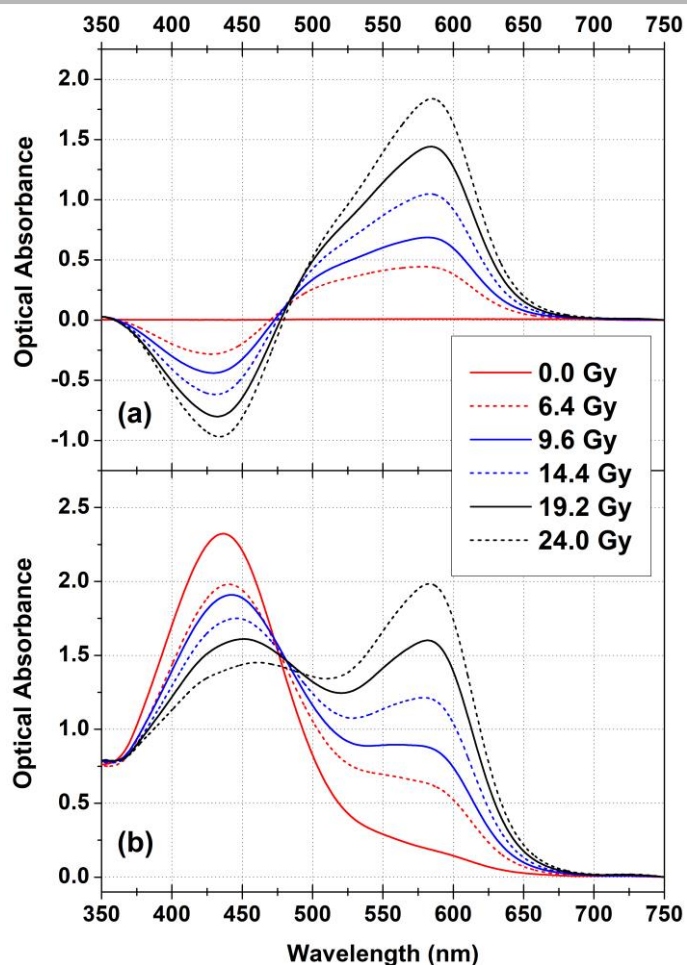 350 400 450 500 550 600 650 700 750
2.0
1.5
1.0
0.5
0.0
-0.5
-1.0
Optical Absorbance
(a)
0.0 Gy
6.4 Gy
9.6 Gy
14.4 Gy
19.2 Gy
24.0 Gy
2.5
2.0
1.5
1.0
0.5
0.0
Optical Absorbance
(b)
350 400 450 500 550 600 650 700 750
Wavelength (nm)